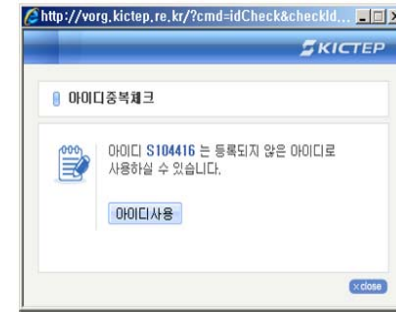 http://vorg.kictep.re.kr/?cmd=idCheck&checkId...
KICTEP
아이디중복체크
아이디 S104416 는 등록되지 않은 아이디로
사용하실 수 있습니다.
아이디사용
×close